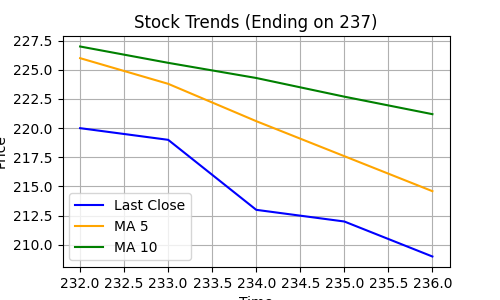 Stock Trends (Ending on 237)
227.5
225.0
222.5
220.0
217.5
215.0
212.5
210.0
Price
Last Close
MA 5
MA 10
232.0 232.5 233.0 233.5 234.0 234.5 235.0 235.5 236.0
Time